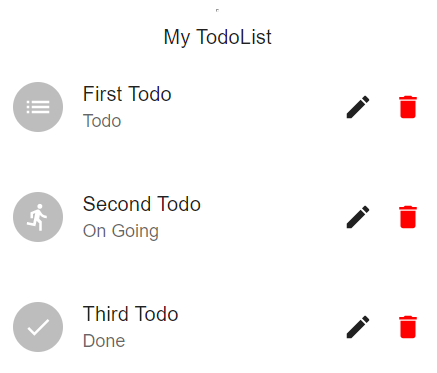 My TodoList
First Todo
Todo
Second Todo
On Going
Third Todo
Done